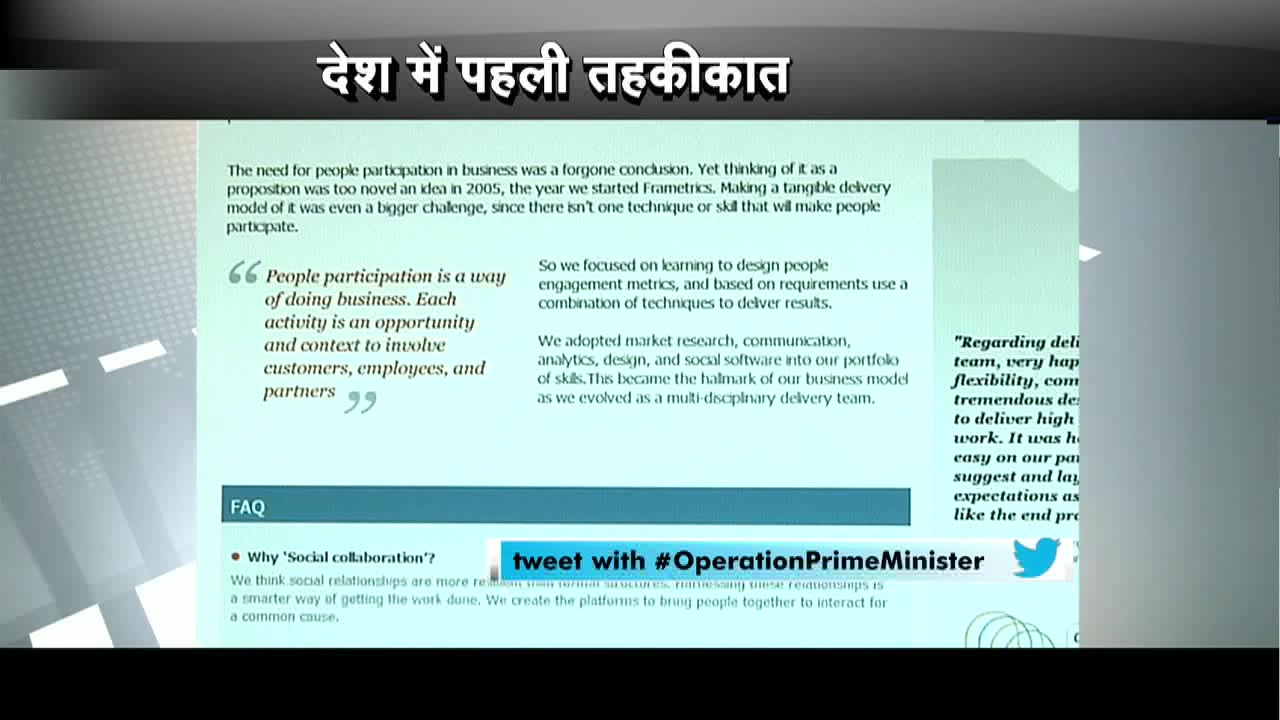 देश में पहली तहकीकात
The need for people participation in business was a forgone conclusion. Yet thinking of it as a
proposition was too novel an idea in 2005, the year we started Frametrics. Making a tangible delivery
model of it was even a bigger challenge, since there isn't one technique or skill that will make people
participate.
“ People participation is a way
of doing business. Each
activity is an opportunity
and context to involve
customers, employees, and
partners ”
So we focused on learning to design people
engagement metrics, and based on requirements use a
combination of techniques to deliver results.
We adopted market research, communication,
analytics, design, and social software into our portfolio
of skills.This became the hallmark of our business model
as we evolved as a multi-disciplinary delivery team.
"Regarding deli
team, very hap
flexibility, com
tremendous de
to deliver high
work. It was h
easy on our pa
suggest and lay
expectations as
like the end pro
FAQ
• Why ‘Social collaboration’?
We think social relationships are more than formal structures. Harnessing these relationships is
a smarter way of getting the work done. We create the platforms to bring people together to interact for
a common cause.
tweet with #OperationPrimeMinister